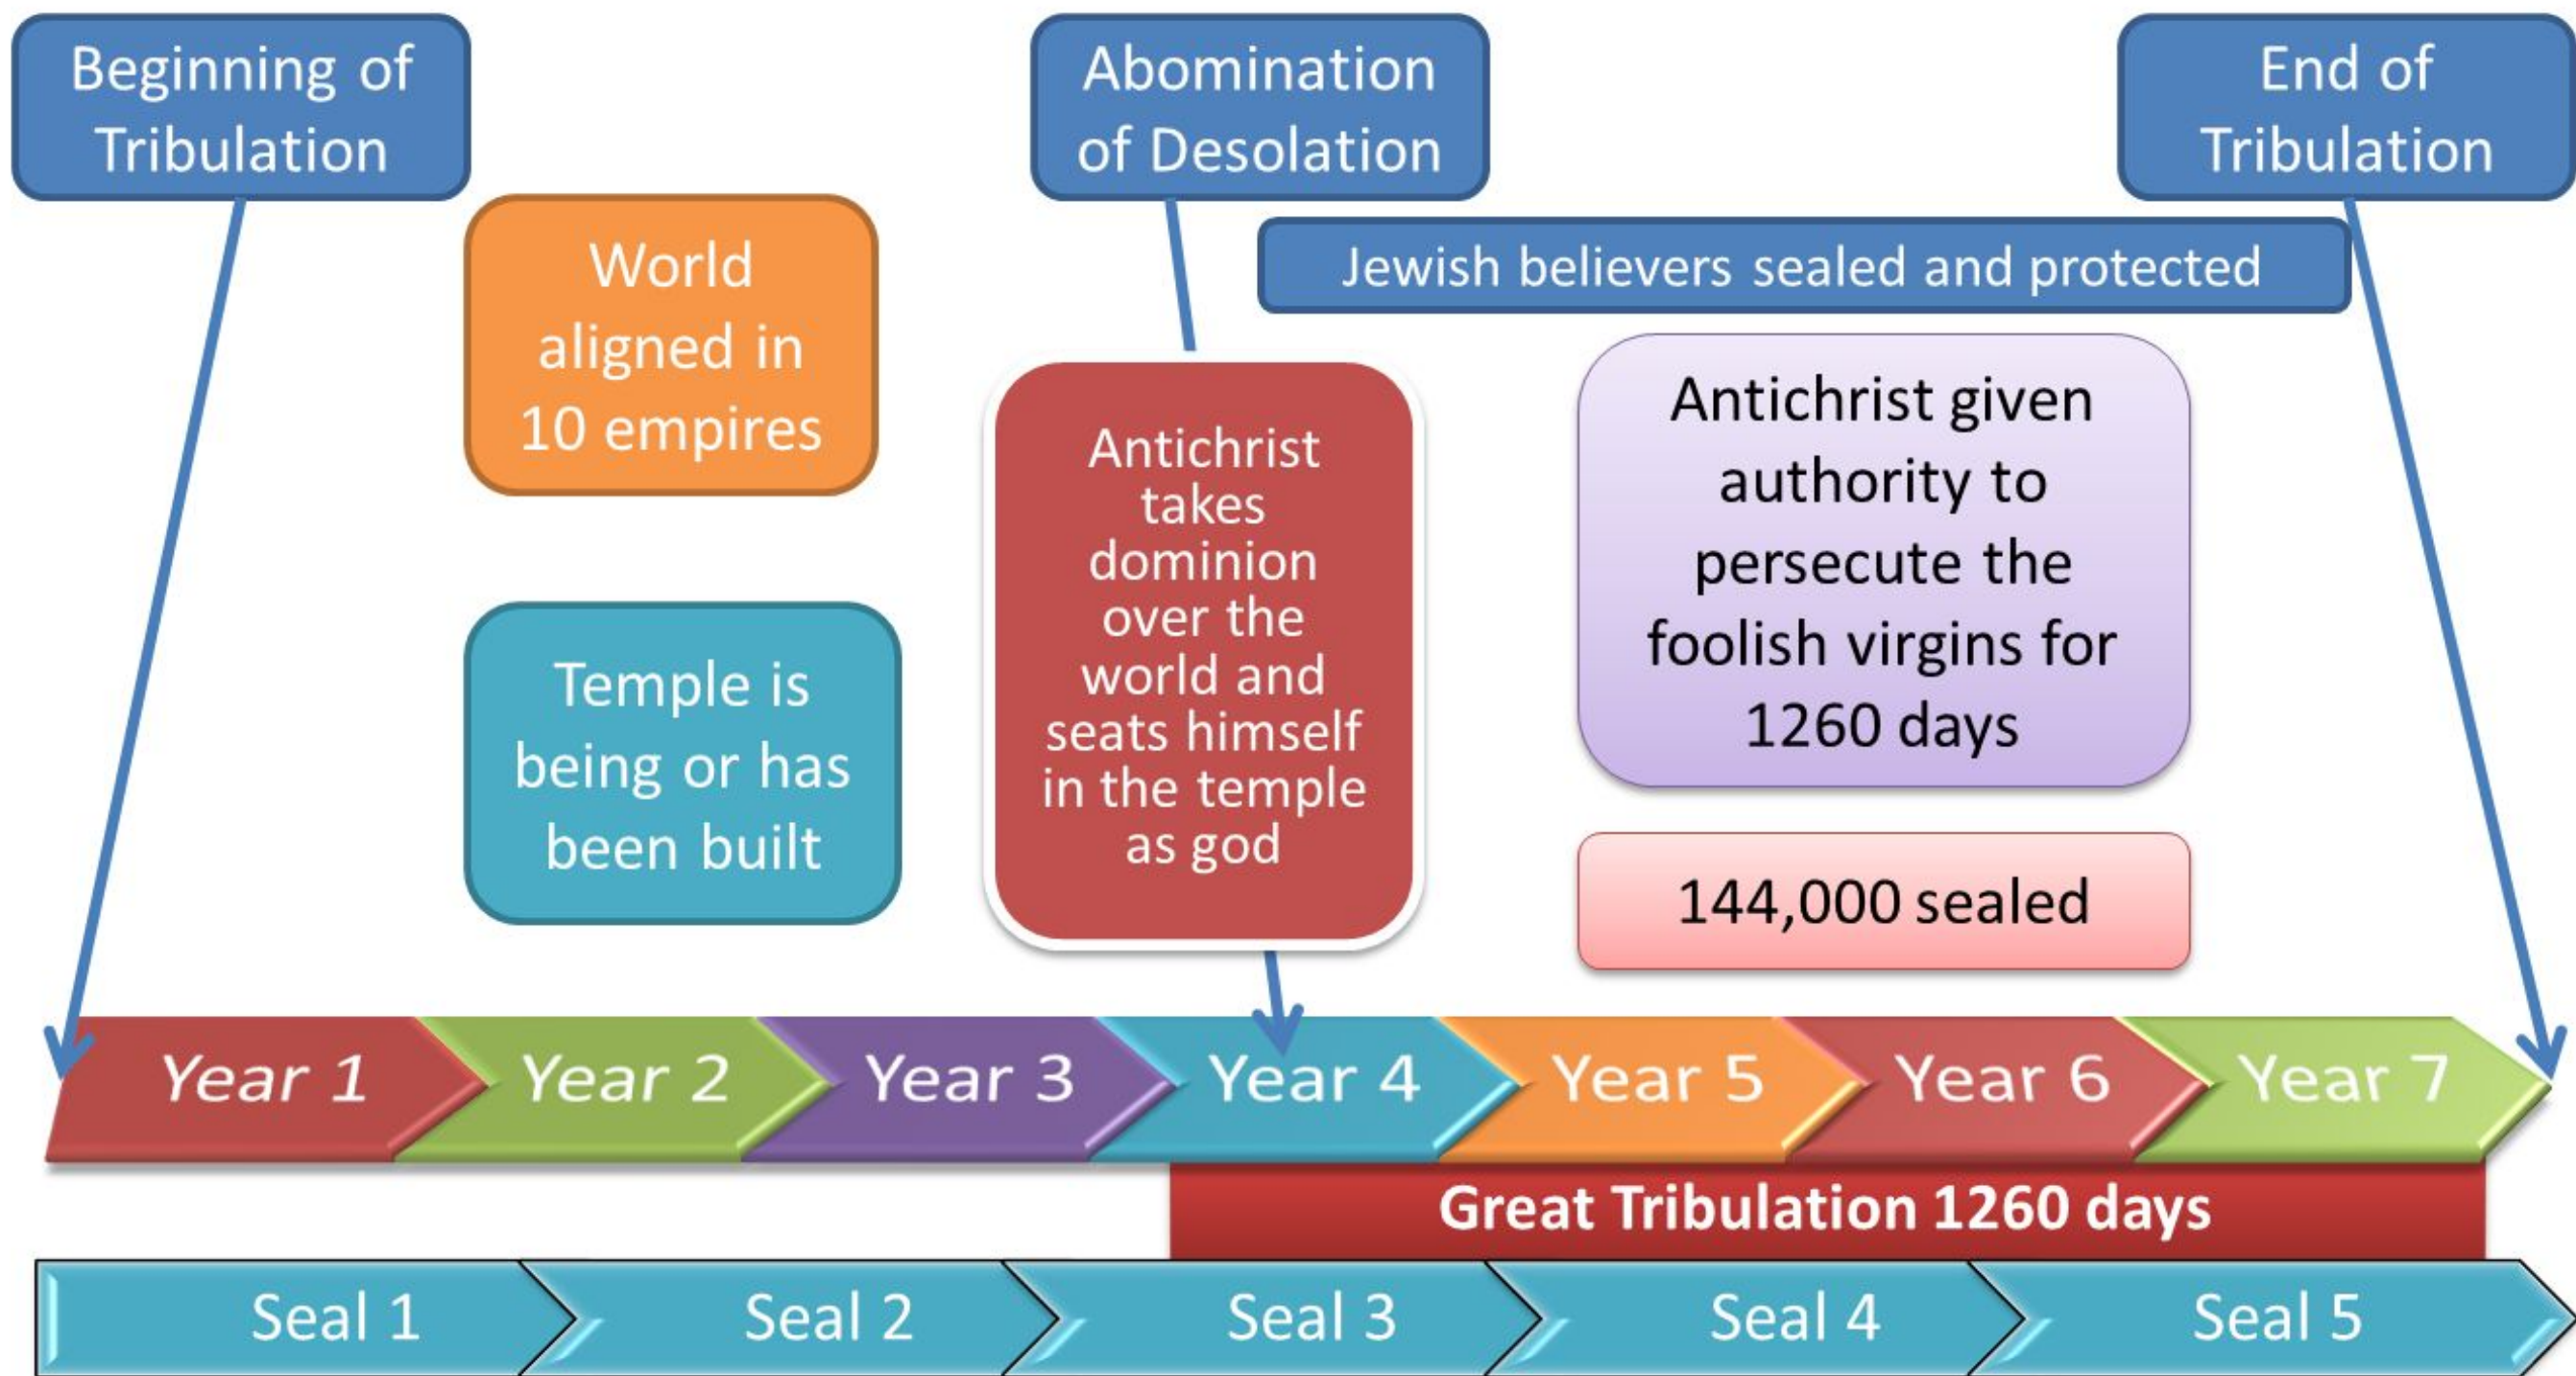 Beginning of
Tribulation
Abomination
of Desolation
End of
Tribulation
World
aligned in
10 empires
Jewish believers sealed and protected
Temple is
being or has
been built
Antichrist
takes
dominion
over the
world and
seats himself
in the temple
as god
Antichrist given
authority to
persecute the
foolish virgins for
1260 days
144,000 sealed
Year 1
Year 2
Year 3
Year 4
Year 5
Year 6
Year 7
Great Tribulation 1260 days
Seal 1
Seal 2
Seal 3
Seal 4
Seal 5